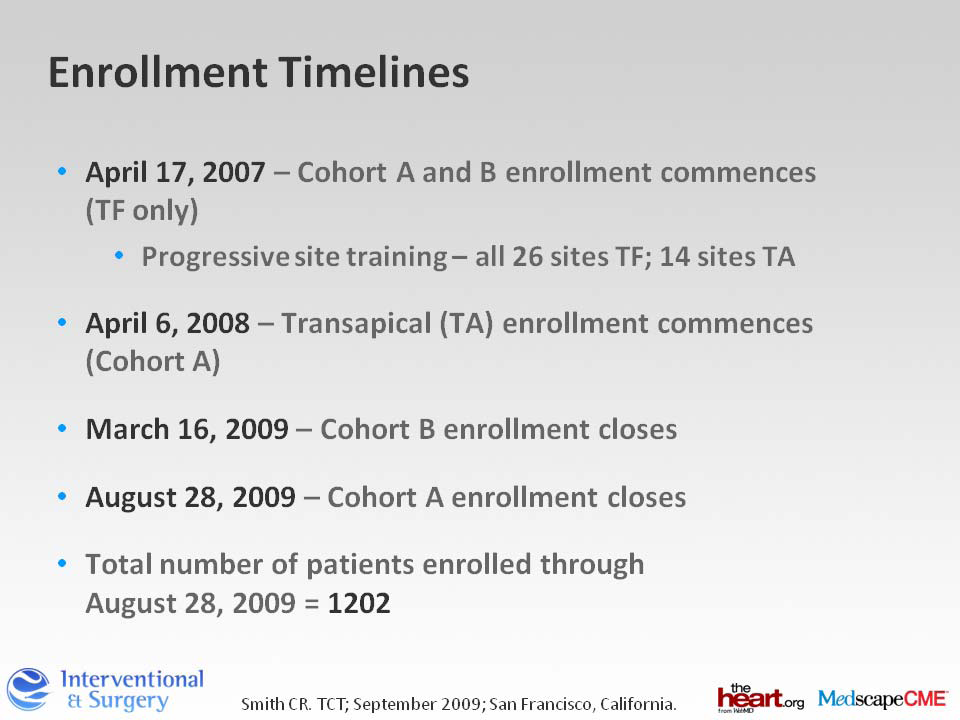 Enrollment Timelines
• April 17, 2007 – Cohort A and B enrollment commences
(TF only)
• Progressive site training – all 26 sites TF; 14 sites TA
• April 6, 2008 – Transapical (TA) enrollment commences
(Cohort A)
• March 16, 2009 – Cohort B enrollment closes
• August 28, 2009 – Cohort A enrollment closes
• Total number of patients enrolled through
August 28, 2009 = 1202
Interventional
& Surgery
Smith CR. TCT; September 2009; San Francisco, California.
the
heart.org
from WebMD
MedscapeCME